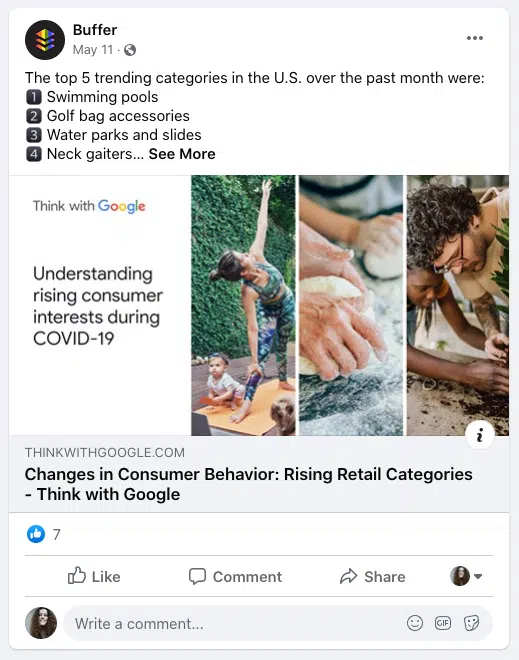 Buffer
May 11 ·
The top 5 trending categories in the U.S. over the past month were:
1 Swimming pools
2 Golf bag accessories
3 Water parks and slides
4 Neck gaiters... See More
Think with Google
Understanding
rising consumer
interests during
COVID-19
i
THINKWITHGOOGLE.COM
Changes in Consumer Behavior: Rising Retail Categories
- Think with Google
7
Like Comment Share
Write a comment... GIF